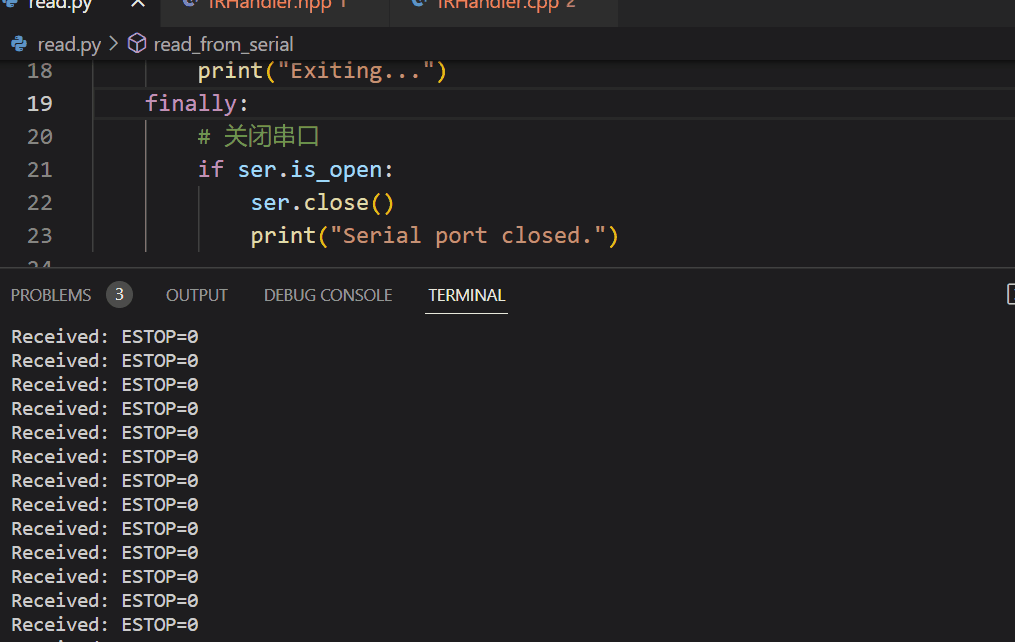 read.py × IRHandler.hpp 1 IRHandler.cpp 2
read.py > read_from_serial
18 print("Exiting...")
19 finally:
20 # 关闭串口
21 if ser.is_open:
22 ser.close()
23 print("Serial port closed.")
24
PROBLEMS 3 OUTPUT DEBUG CONSOLE TERMINAL
Received: ESTOP=0
Received: ESTOP=0
Received: ESTOP=0
Received: ESTOP=0
Received: ESTOP=0
Received: ESTOP=0
Received: ESTOP=0
Received: ESTOP=0
Received: ESTOP=0
Received: ESTOP=0
Received: ESTOP=0
Received: ESTOP=0
Received: ESTOP=0